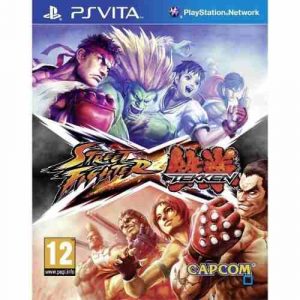 PS VITA
PlayStation Network
STREET FIGHTER X 鉄拳 TEKKEN
12
www.pegi.info
CAPCOM